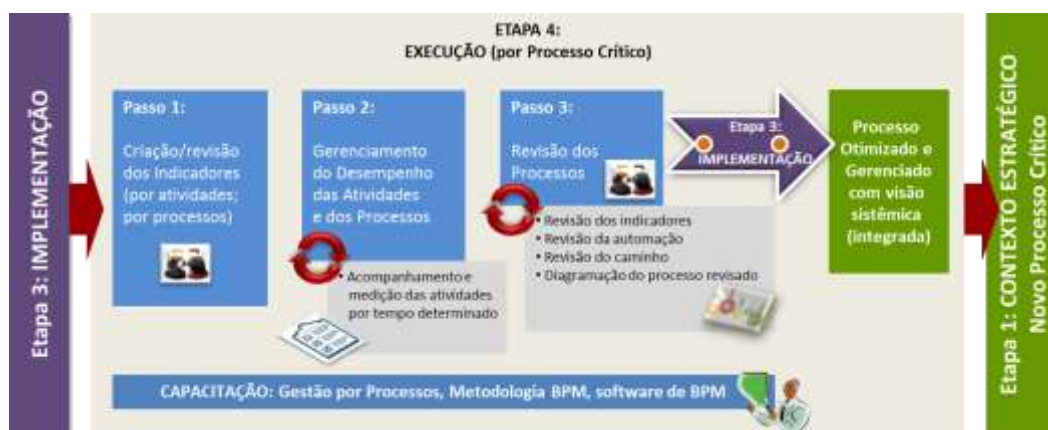 Etapa 3: IMPLEMENTAÇÃO
ETAPA 4:
EXECUÇÃO (por Processo Crítico)
Passo 1:
Criação/revisão
dos Indicadores
(por atividades;
por processos)
Passo 2:
Gerenciamento
do Desempenho
das Atividades
e dos Processos
• Acompanhamento e
medição das atividades
por tempo determinado
Passo 3:
Revisão dos
Processos
• Revisão dos indicadores
• Revisão da automação
• Revisão do caminho
• Diagramação do processo revisado
Etapa 3:
IMPLEMENTAÇÃO
Processo
Otimizado e
Gerenciado
com visão
sistêmica
(integrada)
CAPACITAÇÃO: Gestão por Processos, Metodologia BPM, software de BPM
Etapa 1: CONTEXTO ESTRATÉGICO
Novo Processo Crítico